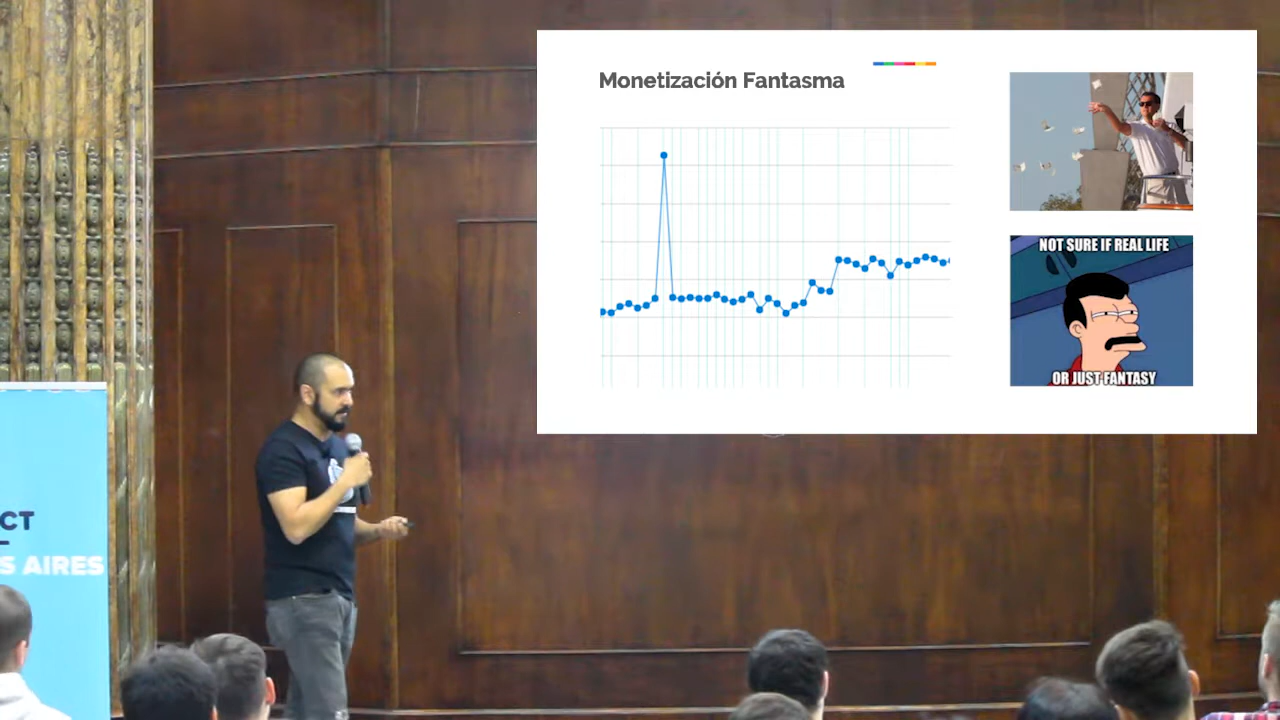 Monetización Fantasma
NOT SURE IF REAL LIFE
OR JUST FANTASY
CT
S AIRES